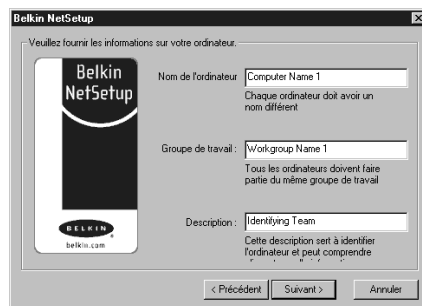 Belkin NetSetup
Veuillez fournir les informations sur votre ordinateur.
Belkin
NetSetup
BELKIN
belkin.com
Nom de l'ordinateur
Computer Name 1
Chaque ordinateur doit avoir un
nom différent
Groupe de travail :
Workgroup Name 1
Tous les ordinateurs doivent faire
partie du même groupe de travail
Description :
Identifying Team
Cette description sert à identifier
l'ordinateur et peut comprendre
< Précédent
Suivant >
Annuler